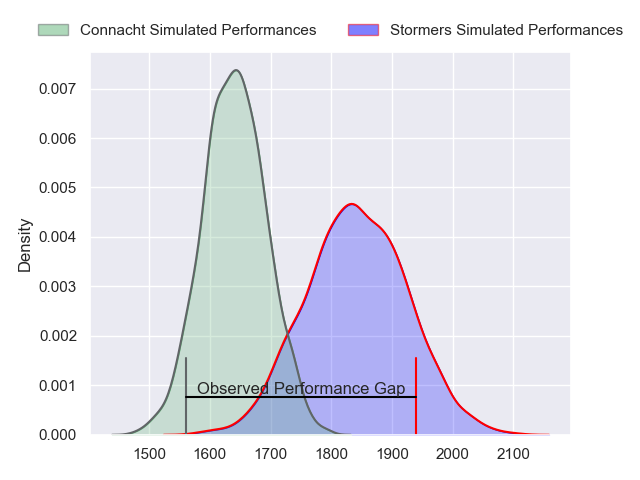 Connacht Simulated Performances
Stormers Simulated Performances
0.007
0.006
0.005
0.004
0.003
0.002
0.001
0.000
Density
Observed Performance Gap
1500 1600 1700 1800 1900 2000 2100